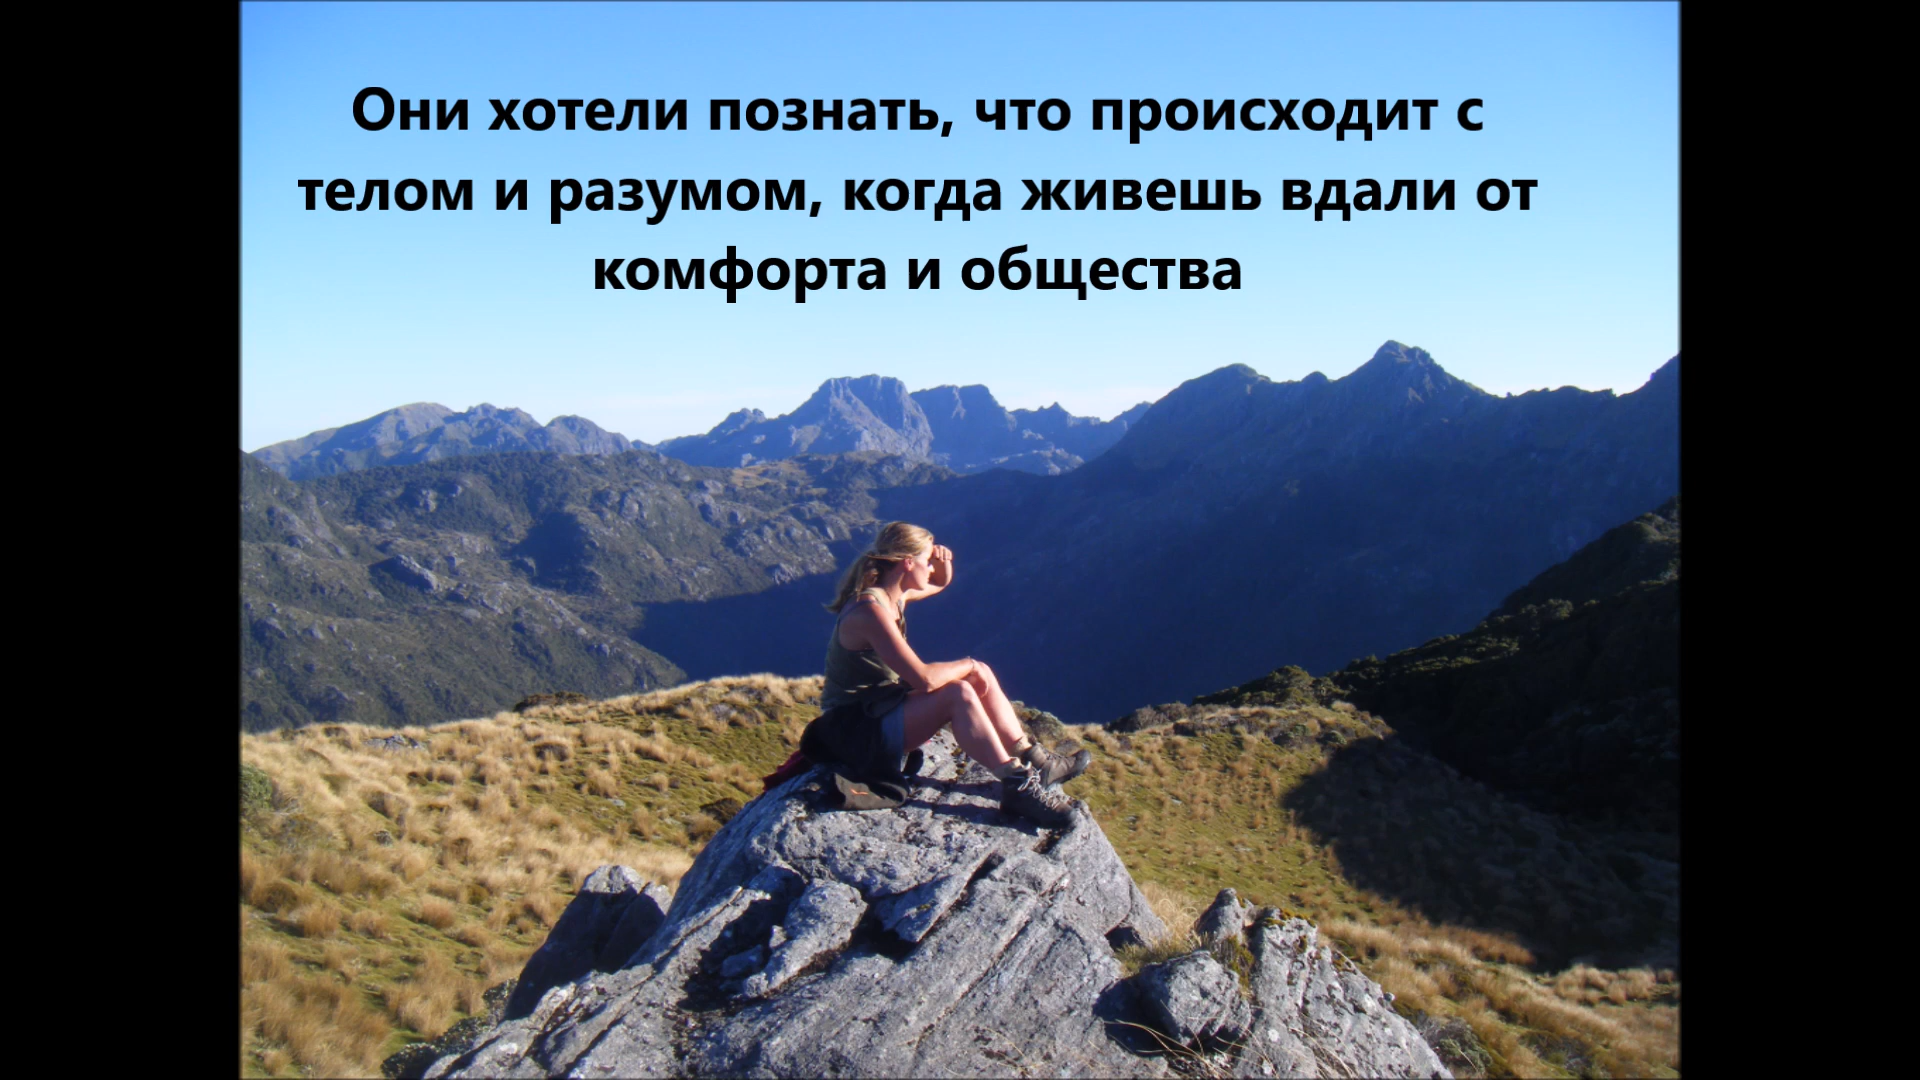 Они хотели познать, что происходит с
телом и разумом, когда живешь вдали от
комфорта и общества